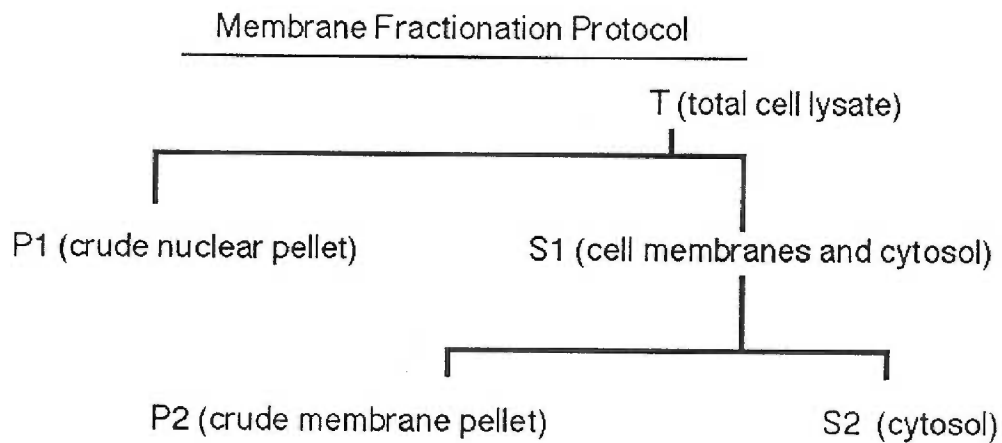 Membrane Fractionation Protocol
T (total cell lysate)
P1 (crude nuclear pellet)
S1 (cell membranes and cytosol)
P2 (crude membrane pellet)
S2 (cytosol)